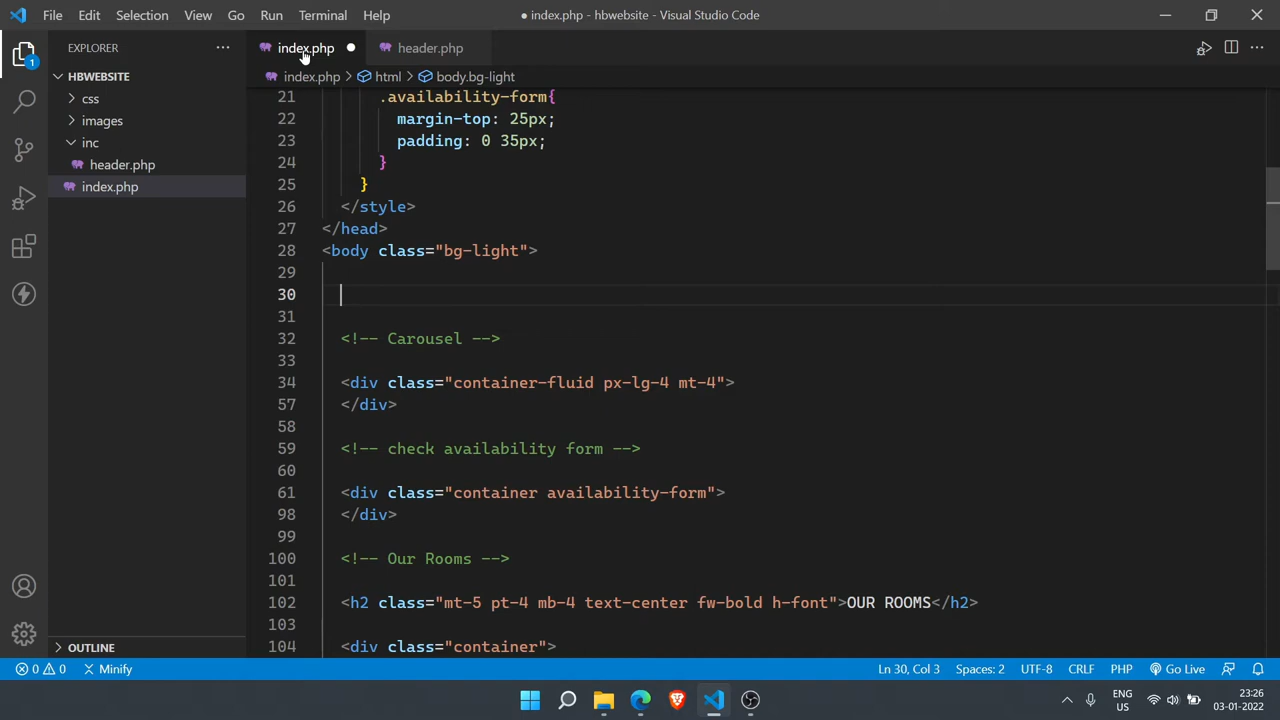 File Edit Selection View Go Run Terminal Help
● index.php - hbwebsite - Visual Studio Code
EXPLORER
HBWEBSITE
css
images
inc
header.php
index.php
OUTLINE
index.php header.php
index.php > html > body.bg-light
21 .availability-form{
22 margin-top: 25px;
23 padding: 0 35px;
24 }
25 }
26 </style>
27 </head>
28 <body class="bg-light">
29
30
31
32 <!-- Carousel -->
33
34 <div class="container-fluid px-lg-4 mt-4">
57 </div>
58
59 <!-- check availability form -->
60
61 <div class="container availability-form">
98 </div>
99
100 <!-- Our Rooms -->
101
102 <h2 class="mt-5 pt-4 mb-4 text-center fw-bold h-font">OUR ROOMS</h2>
103
104 <div class="container">
1
0 0 Minify
Ln 30, Col 3 Spaces: 2 UTF-8 CRLF PHP Go Live
ENG
US
23:26
03-01-2022